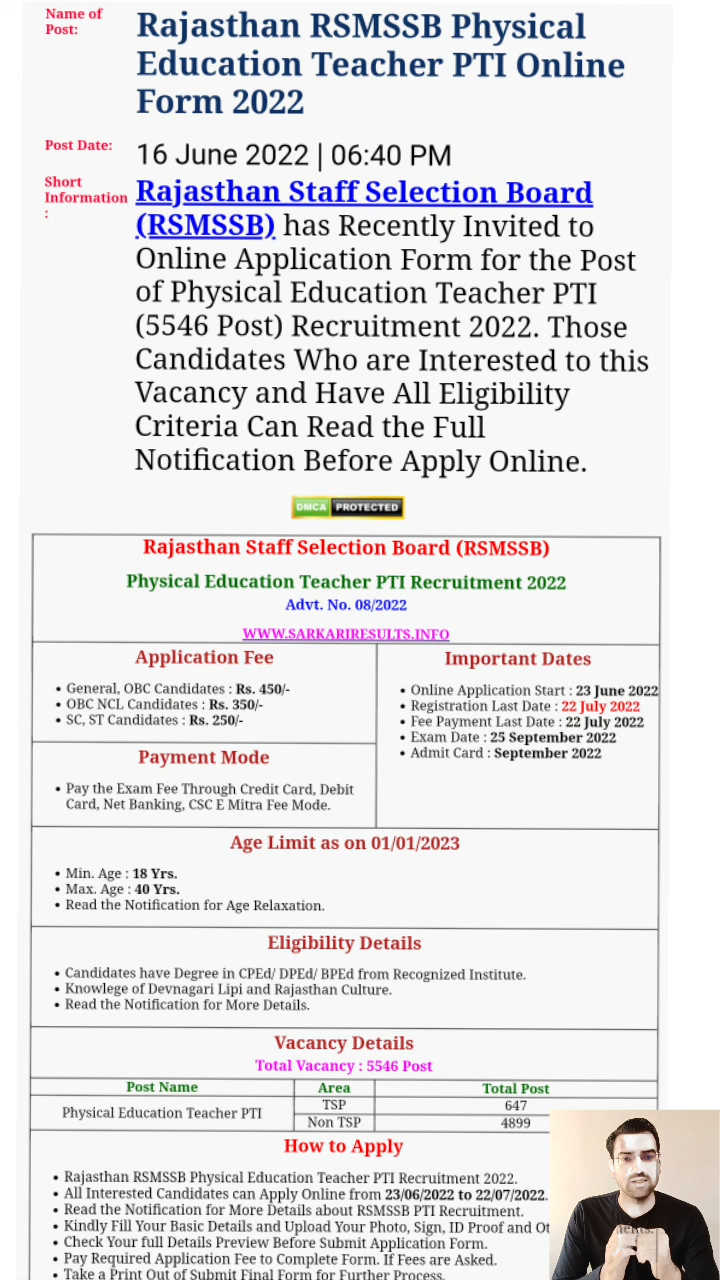 Name of
Post:
Rajasthan RSMSSB Physical
Education Teacher PTI Online
Form 2022
Post Date:
16 June 2022 | 06:40 PM
Short
Information
:
Rajasthan Staff Selection Board
(RSMSSB) has Recently Invited to
Online Application Form for the Post
of Physical Education Teacher PTI
(5546 Post) Recruitment 2022. Those
Candidates Who are Interested to this
Vacancy and Have All Eligibility
Criteria Can Read the Full
Notification Before Apply Online.
DMCA PROTECTED
Rajasthan Staff Selection Board (RSMSSB)
Physical Education Teacher PTI Recruitment 2022
Advt. No. 08/2022
WWW.SARKARIRESULTS.INFO
Application Fee
• General, OBC Candidates : Rs. 450/-
• OBC NCL Candidates : Rs. 350/-
• SC, ST Candidates : Rs. 250/-
Payment Mode
• Pay the Exam Fee Through Credit Card, Debit
Card, Net Banking, CSC E Mitra Fee Mode.
Important Dates
• Online Application Start : 23 June 2022
• Registration Last Date : 22 July 2022
• Fee Payment Last Date : 22 July 2022
• Exam Date : 25 September 2022
• Admit Card : September 2022
Age Limit as on 01/01/2023
• Min. Age : 18 Yrs.
• Max. Age : 40 Yrs.
• Read the Notification for Age Relaxation.
Eligibility Details
• Candidates have Degree in CPEd/ DPEd/ BPEd from Recognized Institute.
• Knowlege of Devnagari Lipi and Rajasthan Culture.
• Read the Notification for More Details.
Vacancy Details
Total Vacancy : 5546 Post
Post Name Area Total Post
Physical Education Teacher PTI TSP 647
Non TSP 4899
How to Apply
• Rajasthan RSMSSB Physical Education Teacher PTI Recruitment 2022.
• All Interested Candidates can Apply Online from 23/06/2022 to 22/07/2022.
• Read the Notification for More Details about RSMSSB PTI Recruitment.
• Kindly Fill Your Basic Details and Upload Your Photo, Sign, ID Proof and
• Check Your full Details Preview Before Submit Application Form.
• Pay Required Application Fee to Complete Form. If Fees are Asked.
• Take a Print Out of Submit Final Form for Further Process.